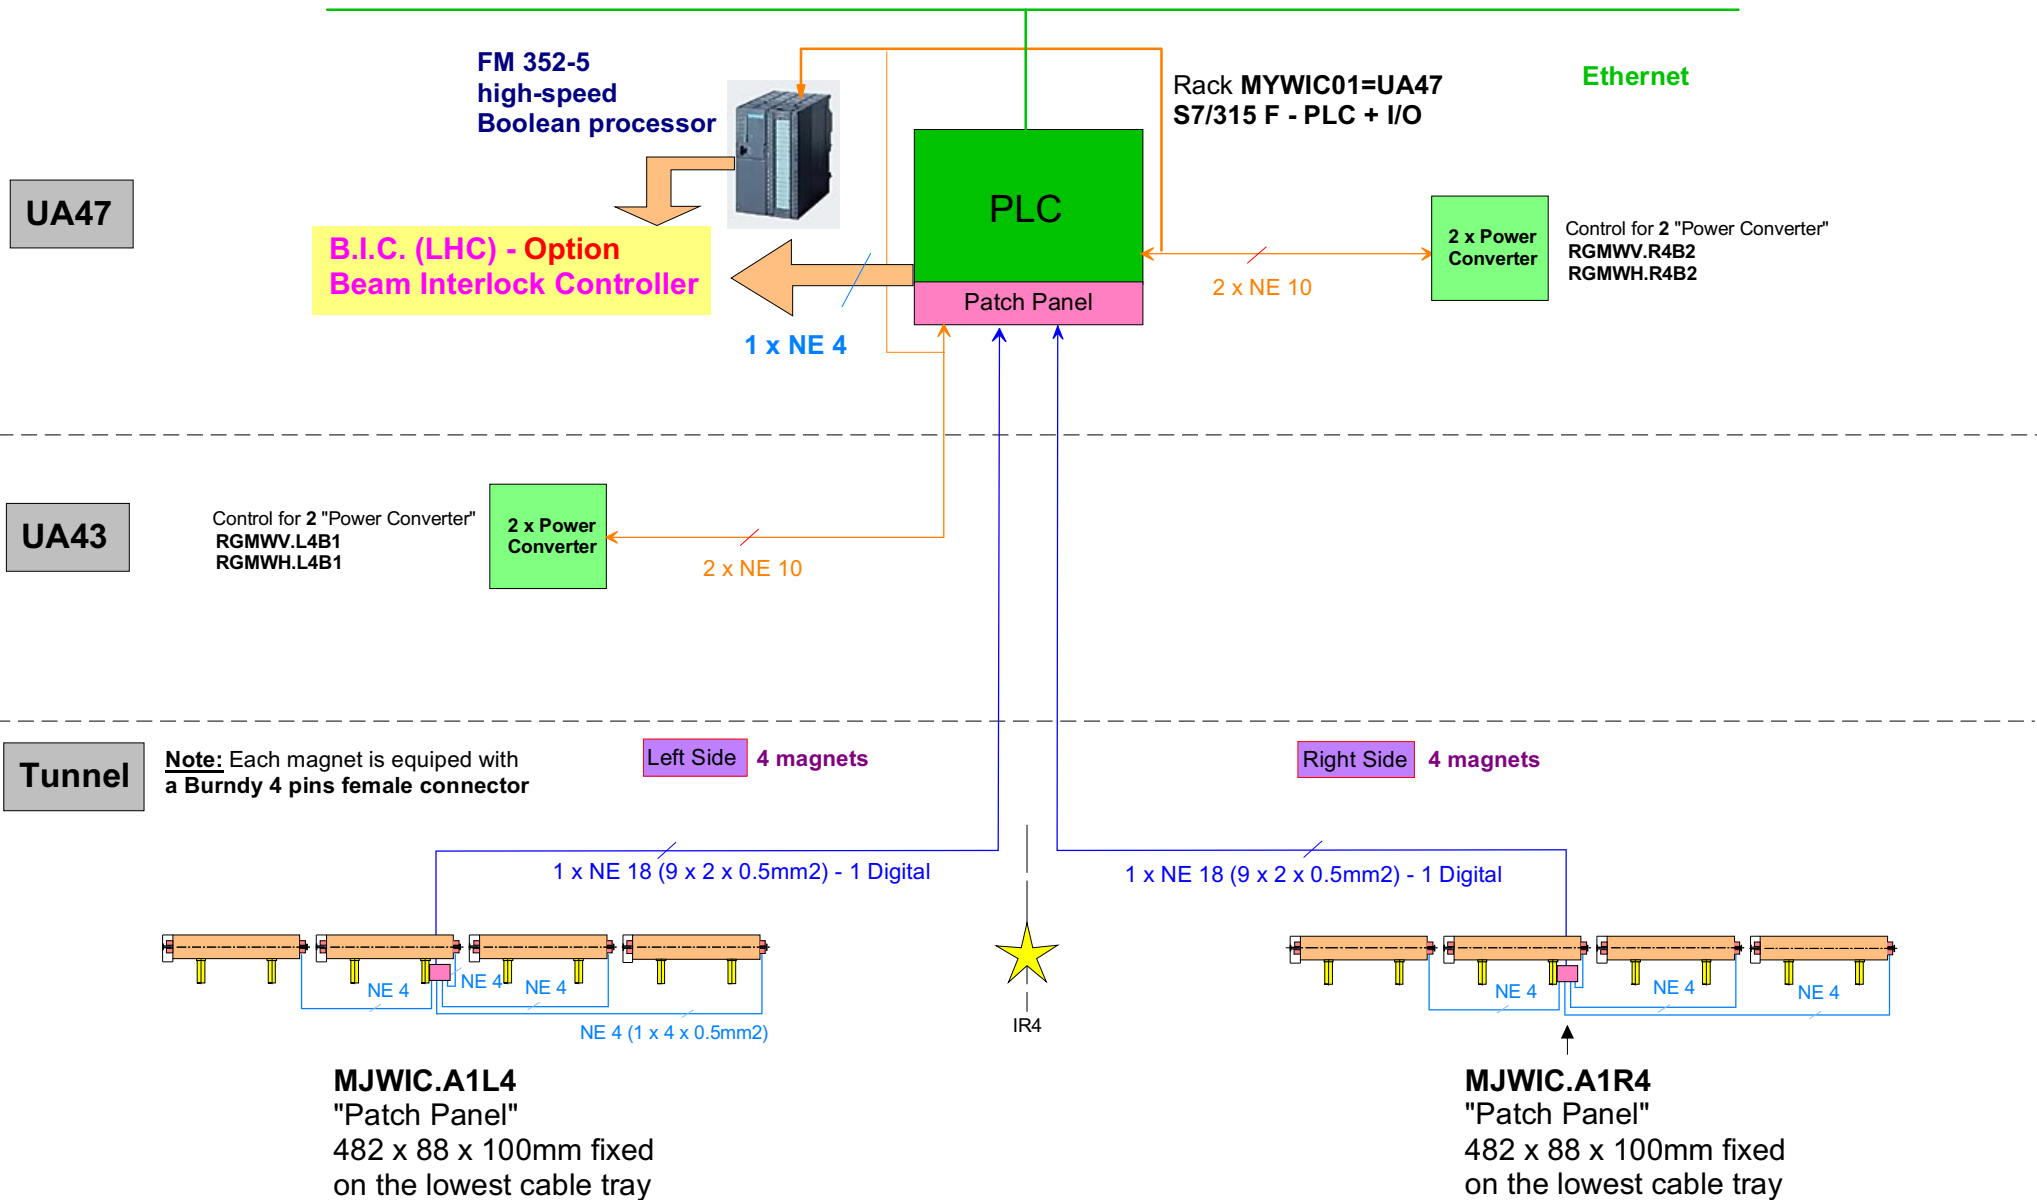 FM 352-5
high-speed
Boolean processor
Rack MYWIC01=UA47
S7/315 F - PLC + I/O
Ethernet
UA47
PLC
B.I.C. (LHC) - Option
Beam Interlock Controller
Patch Panel
1 x NE 4
2 x NE 10
2 x Power
Converter
Control for 2 "Power Converter"
RGMWV.R4B2
RGMWH.R4B2
UA43
Control for 2 "Power Converter"
RGMWV.L4B1
RGMWH.L4B1
2 x Power
Converter
2 x NE 10
Tunnel
Note: Each magnet is equiped with
a Burndy 4 pins female connector
Left Side
4 magnets
Right Side
4 magnets
1 x NE 18 (9 x 2 x 0.5mm2) - 1 Digital
1 x NE 18 (9 x 2 x 0.5mm2) - 1 Digital
NE 4
NE 4
NE 4
NE 4 (1 x 4 x 0.5mm2)
IR4
NE 4
NE 4
NE 4
MJWIC.A1L4
"Patch Panel"
482 x 88 x 100mm fixed
on the lowest cable tray
MJWIC.A1R4
"Patch Panel"
482 x 88 x 100mm fixed
on the lowest cable tray